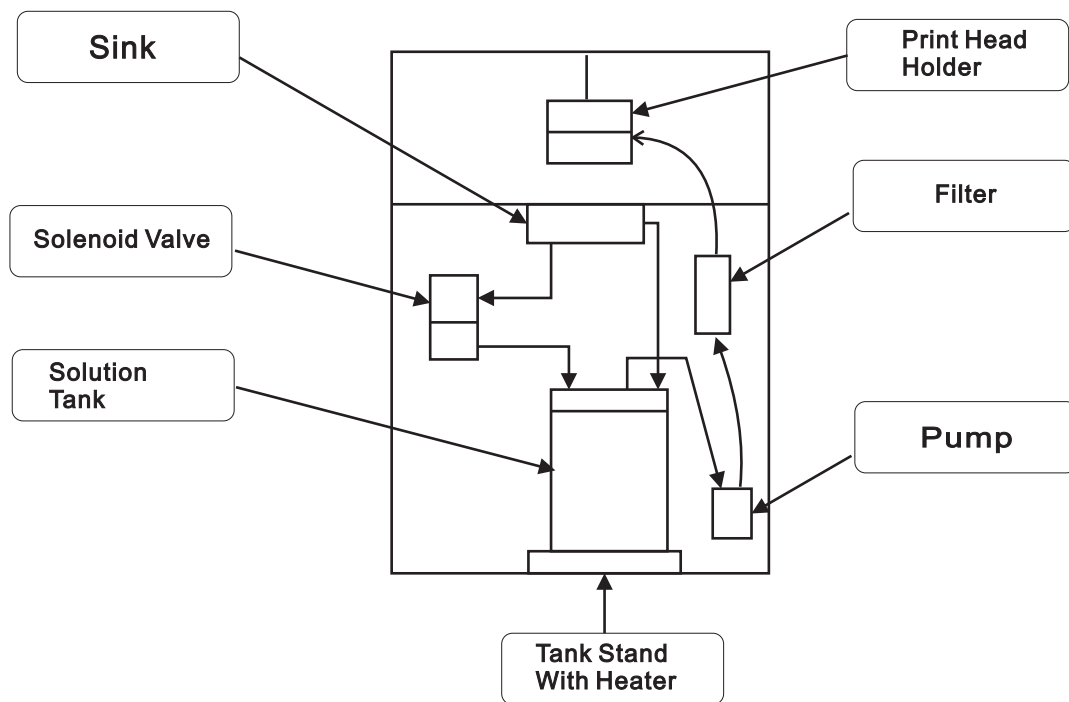 Sink
Print Head
Holder
Filter
Solenoid Valve
Solution
Tank
Pump
Tank Stand
With Heater